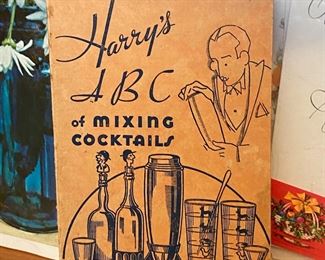 Harry's
ABC
of MIXING
COCKTAILS